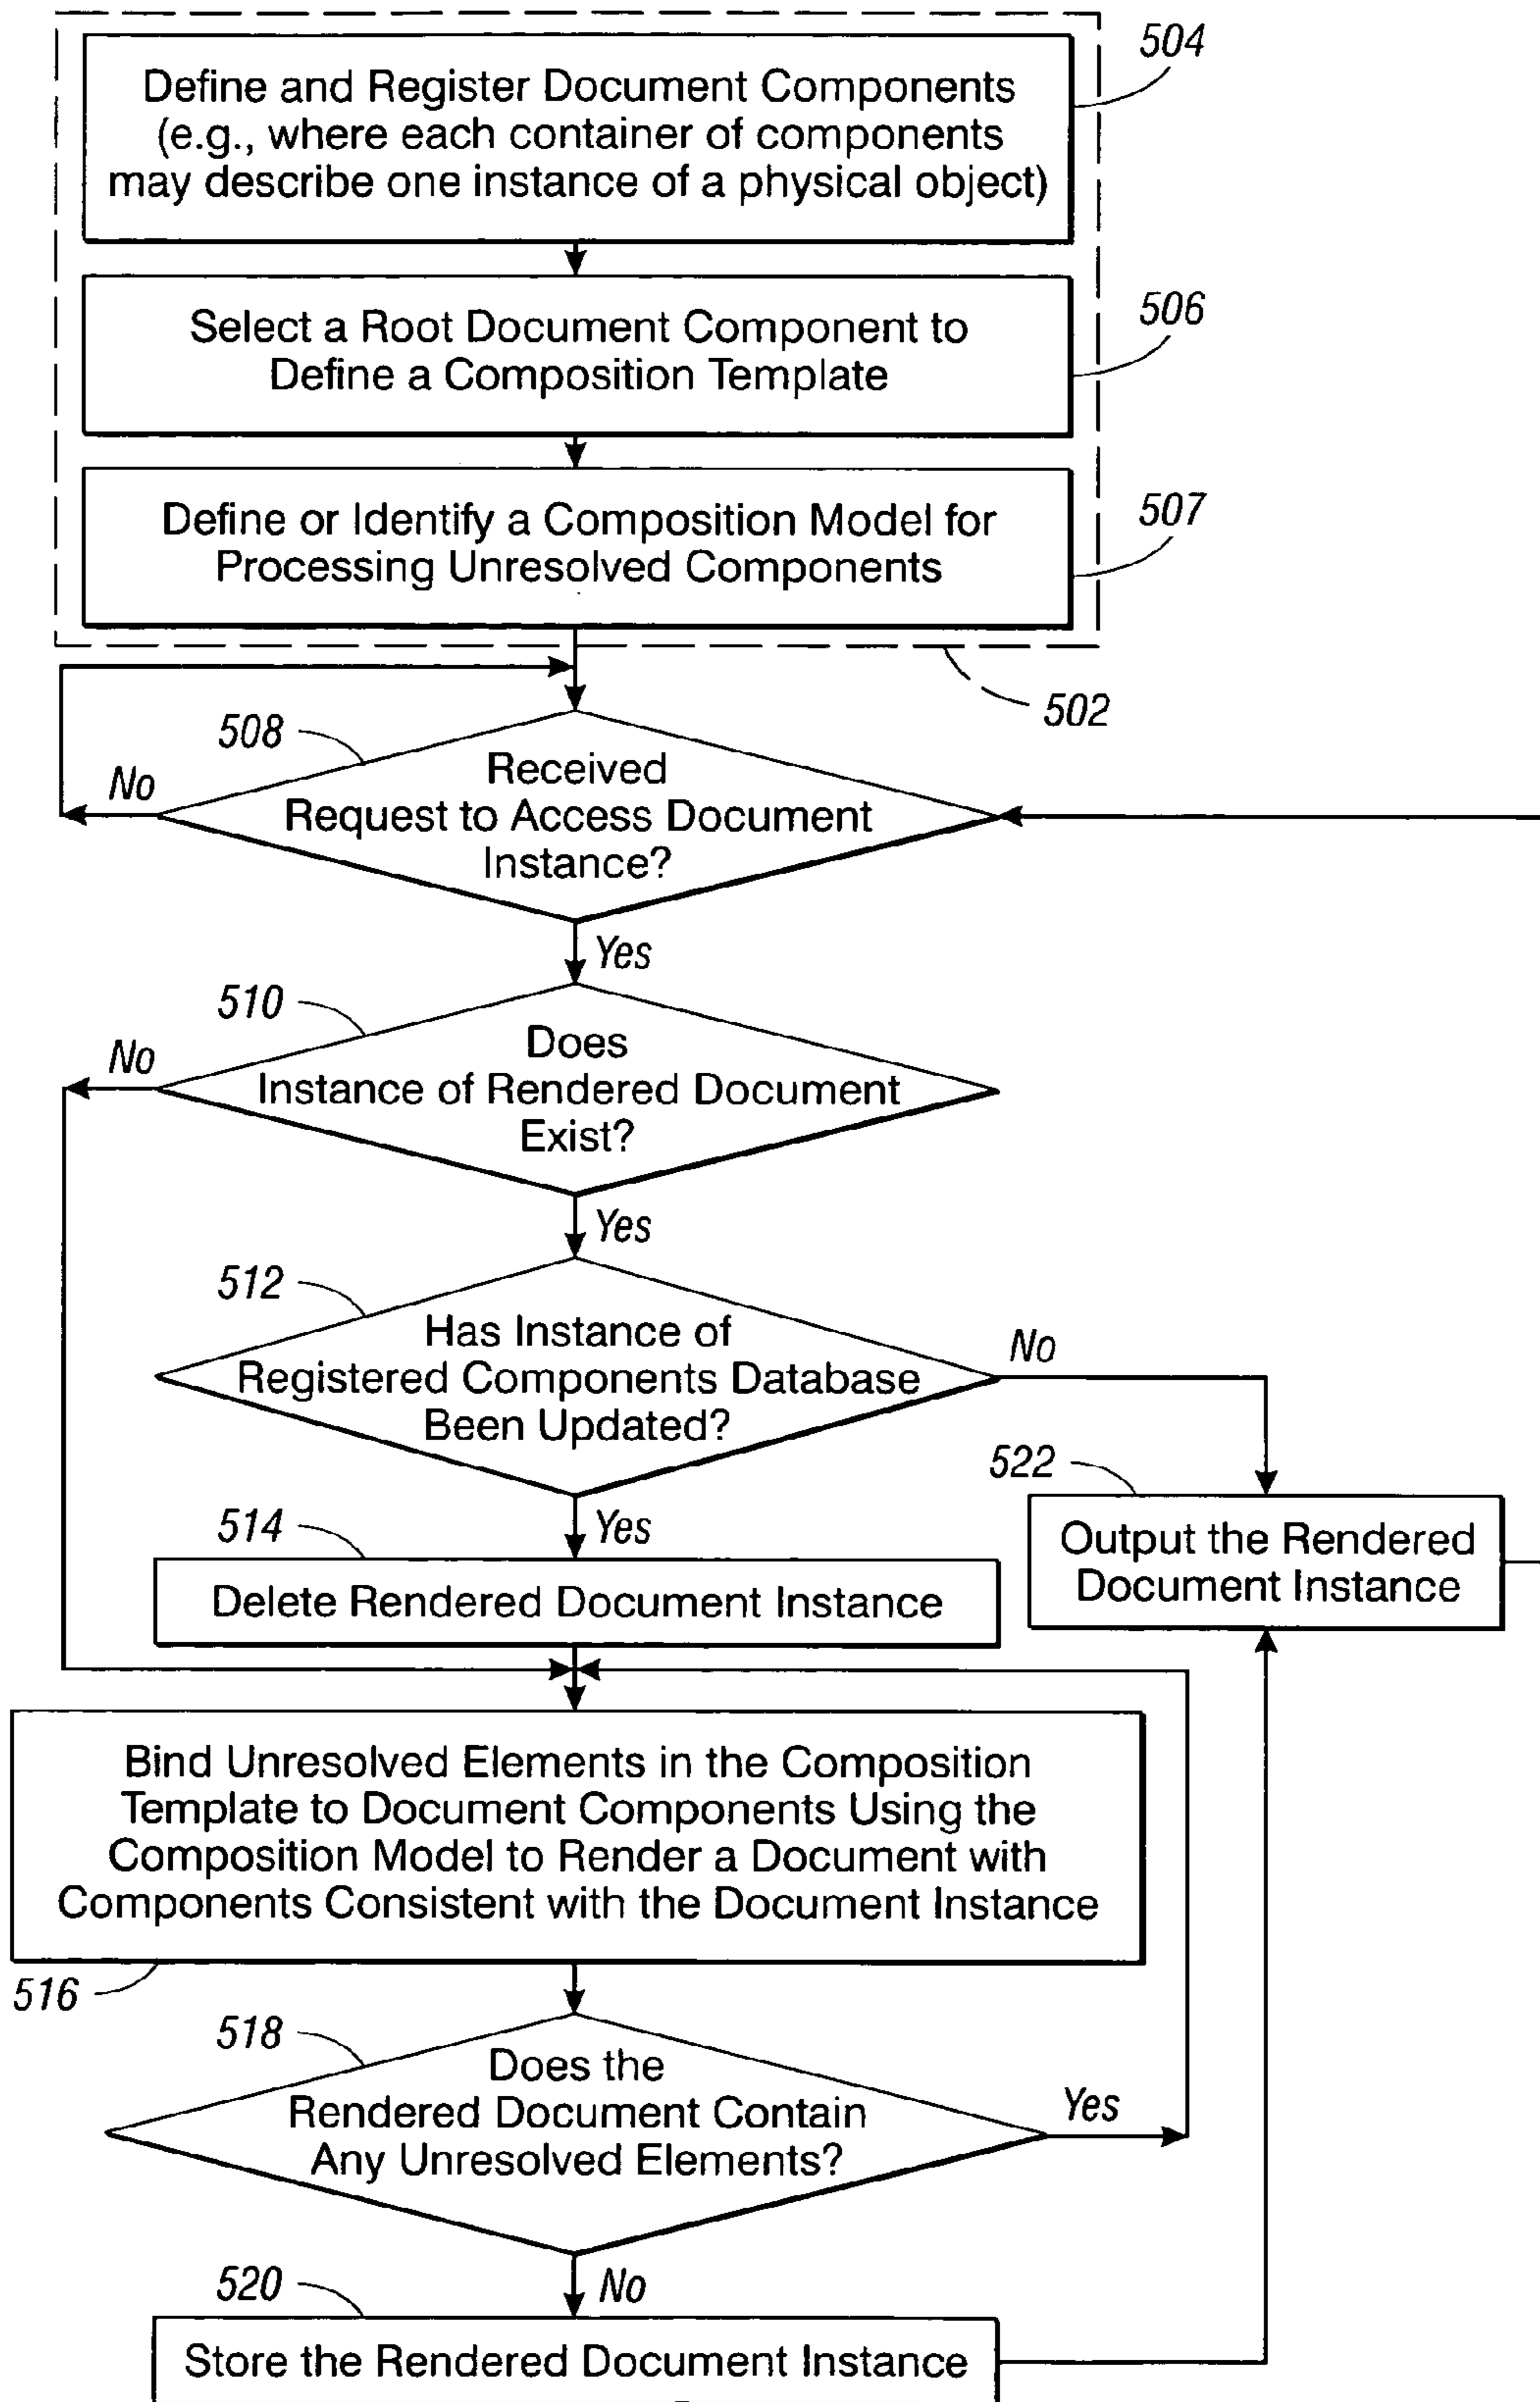 504
Define and Register Document Components
(e.g., where each container of components
may describe one instance of a physical object)
506
Select a Root Document Component to
Define a Composition Template
507
Define or Identify a Composition Model for
Processing Unresolved Components
502
508
No
Received
Request to Access Document
Instance?
Yes
510
No
Does
Instance of Rendered Document
Exist?
Yes
512
Has Instance of
Registered Components Database
Been Updated?
No
522
Output the Rendered
Document Instance
514
Yes
Delete Rendered Document Instance
Bind Unresolved Elements in the Composition
Template to Document Components Using the
Composition Model to Render a Document with
Components Consistent with the Document Instance
516
518
Does the
Rendered Document Contain
Any Unresolved Elements?
Yes
520
No
Store the Rendered Document Instance